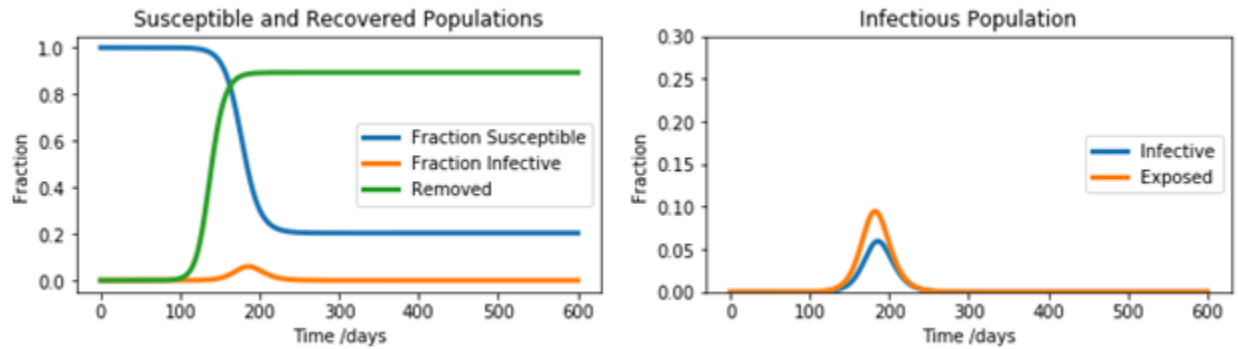 Susceptible and Recovered Populations
1.0
0.8
0.6
0.4
0.2
0.0
Fraction
Fraction Susceptible
Fraction Infective
Removed
0 100 200 300 400 500 600
Time /days
Infectious Population
0.30
0.25
0.20
0.15
0.10
0.05
0.00
Fraction
Infective
Exposed
0 100 200 300 400 500 600
Time /days